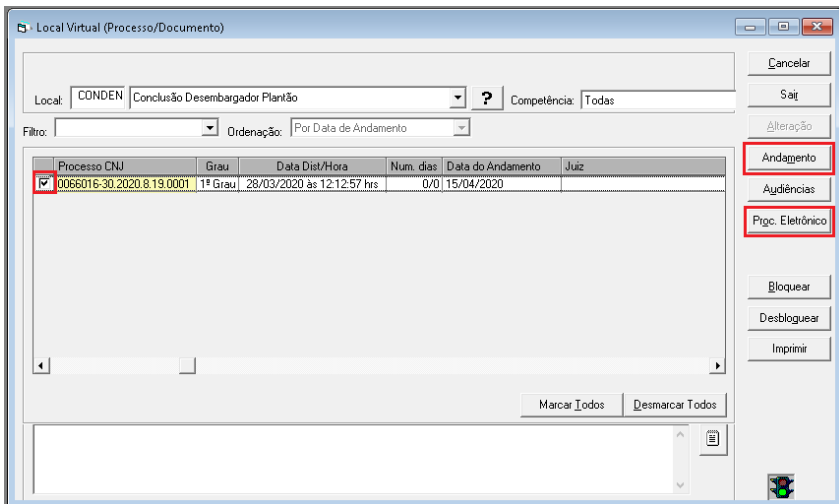 Local Virtual (Processo/Documento)
Cancelar
Local: CONDEN Conclusão Desembargador Plantão ? Competência: Todas
Sair
Filtro: Ordenação: Por Data de Andamento
Alteração
Processo CNJ Grau Data Dist/Hora Num. dias Data do Andamento Juiz
Andamento
0066016-30.2020.8.19.0001 1º Grau 28/03/2020 às 12:12:57 hrs 0/0 15/04/2020
Audiências
Proc. Eletrônico
Bloquear
Desbloquear
Imprimir
Marcar Todos Desmarcar Todos